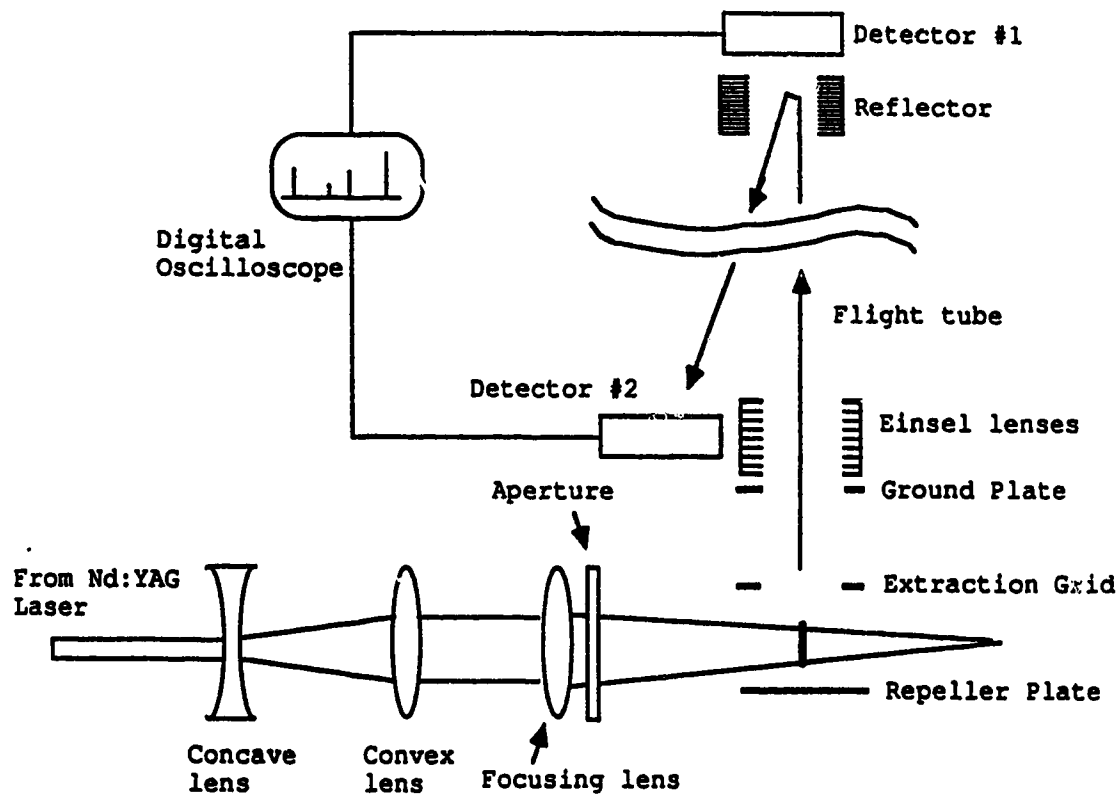 Detector #1
Reflector
Digital
Oscilloscope
Flight tube
Detector #2
Einsel lenses
Aperture
Ground Plate
From Nd:YAG
Laser
Extraction Grid
Repeller Plate
Concave
lens
Convex
lens
Focusing lens